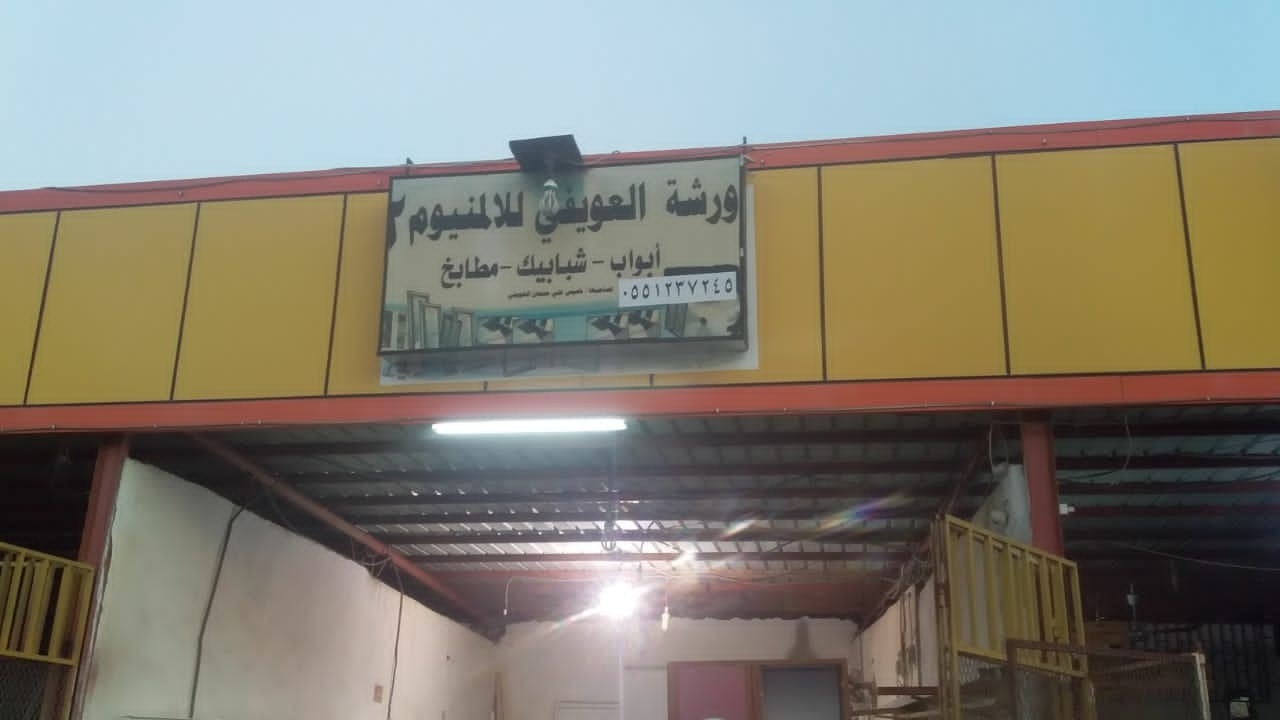 ورشة العويفي للالمنيوم ٢
أبواب - شبابيك - مطابخ
٠٥٥١٢٣٧٢٤٥